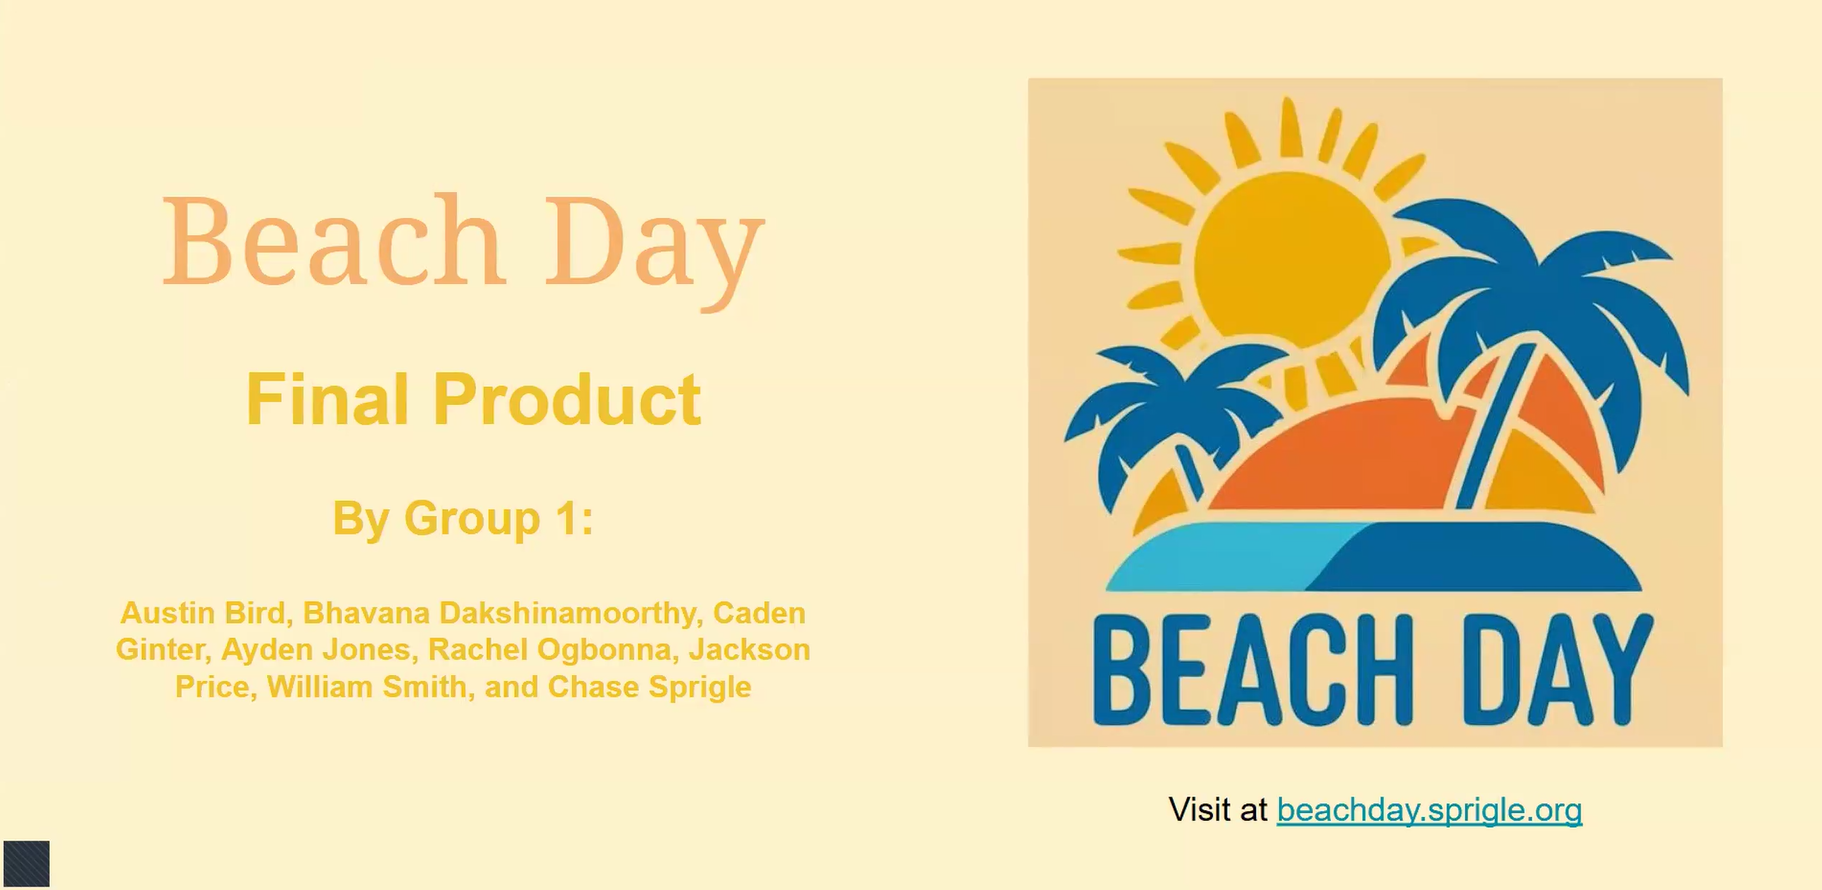 Beach Day
Final Product
By Group 1:
Austin Bird, Bhavana Dakshinamoorthy, Caden
Ginter, Ayden Jones, Rachel Ogbonna, Jackson
Price, William Smith, and Chase Sprigle
BEACH DAY
Visit at beachday.sprigle.org